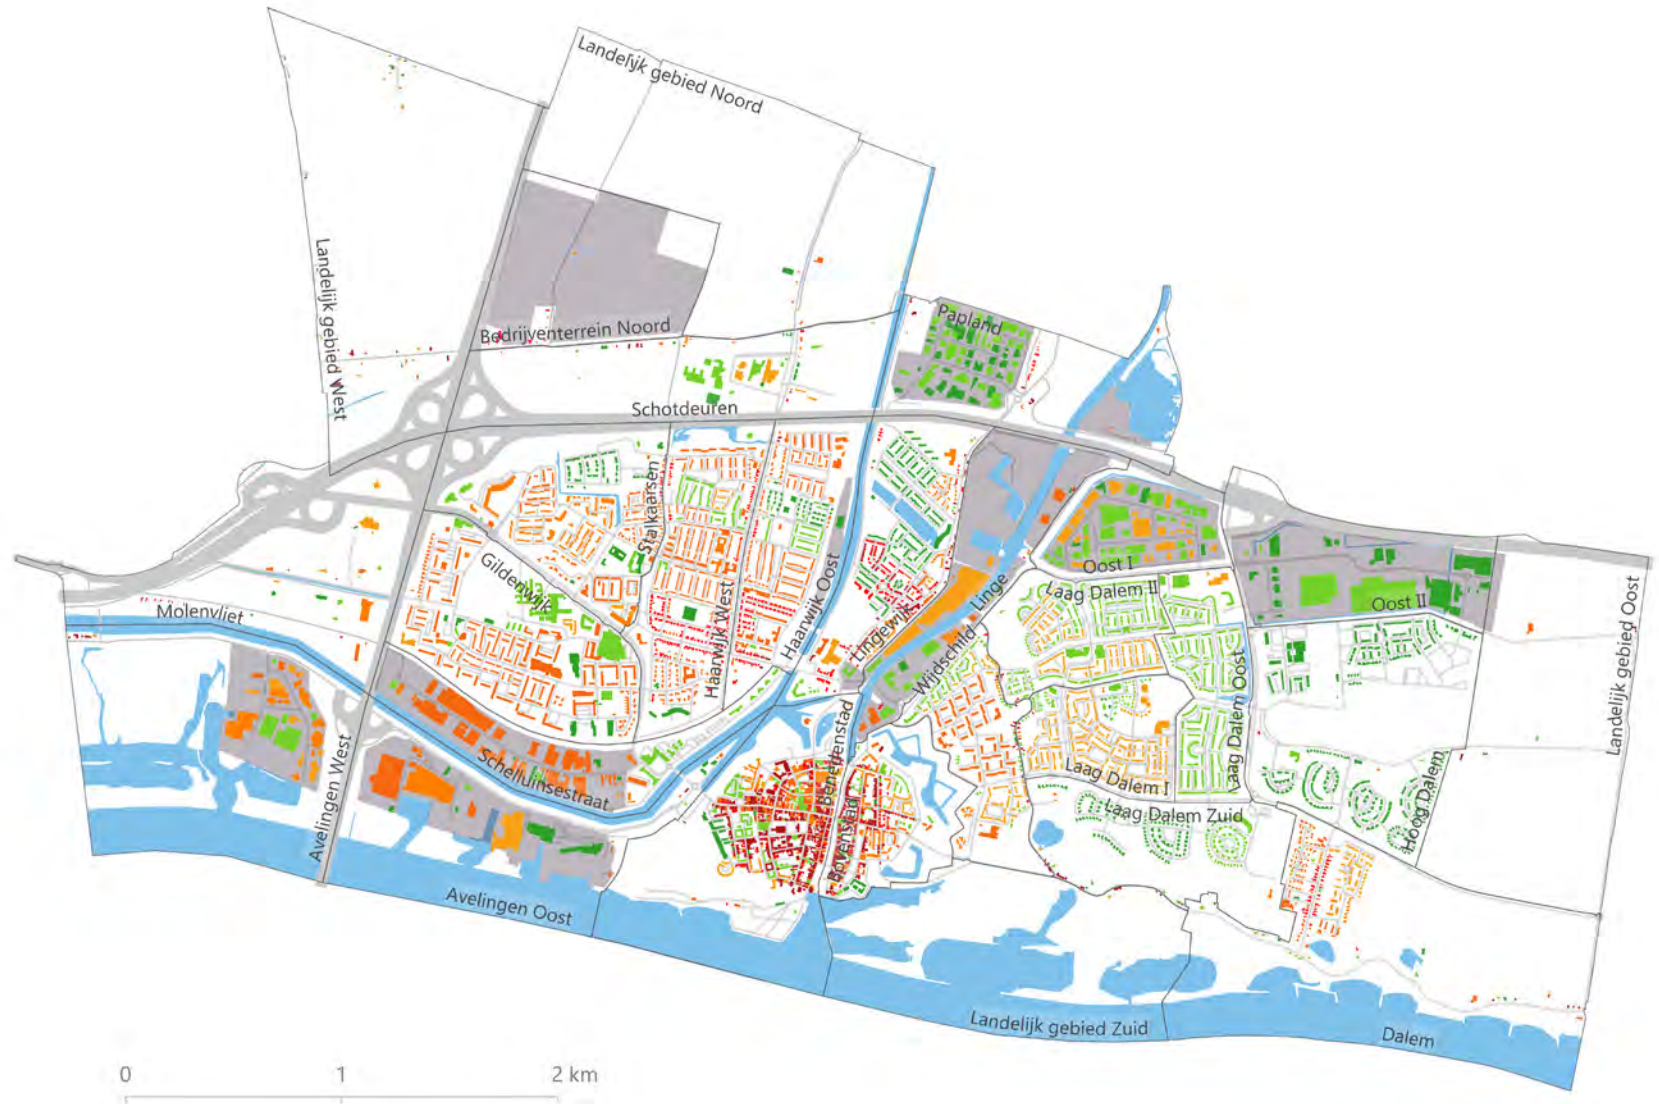 Landelijk gebied Noord
Landelijk gebied West
Papland
Bedrijventerrein Noord
Schotdeuren
Stalkaarsen
Gildenwijk
Haarwijk West
Haarwijk Oost
Lingewijk
Linge
Wijdschild
Oost I
Laag Dalem II
Oost II
Landelijk gebied Oost
Molenvliet
Laag Dalem Oost
Benedenstad
Bovenstad
Avelingen West
Schelluinsestraat
Laag Dalem I
Laag Dalem Zuid
Hoog Dalem
Avelingen Oost
Landelijk gebied Zuid
Dalem
0 1 2 km